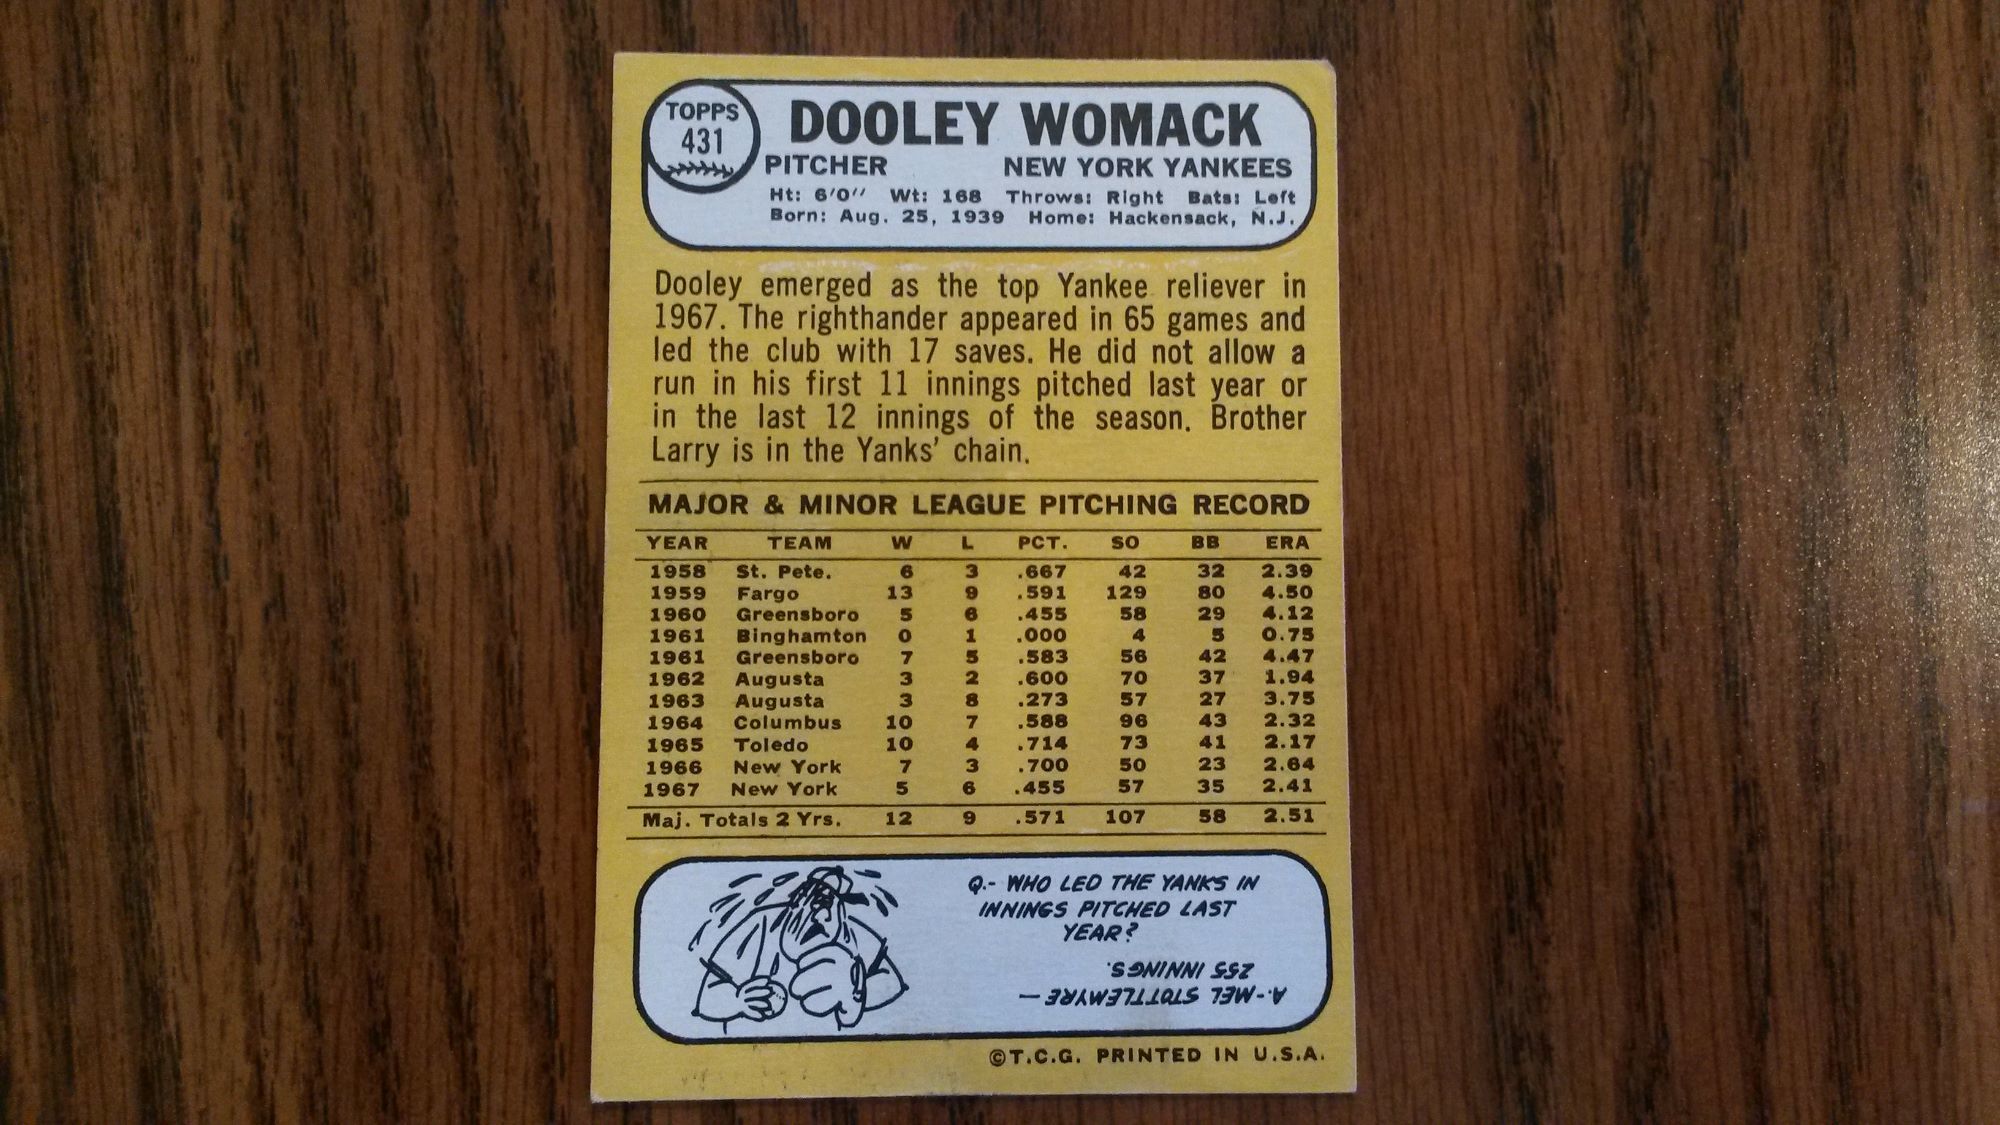 TOPPS
431
DOOLEY WOMACK
PITCHER NEW YORK YANKEES
Ht: 6'0" Wt: 168 Throws: Right Bats: Left
Born: Aug. 25, 1939 Home: Hackensack, N.J.
Dooley emerged as the top Yankee reliever in
1967. The righthander appeared in 65 games and
led the club with 17 saves. He did not allow a
run in his first 11 innings pitched last year or
in the last 12 innings of the season. Brother
Larry is in the Yanks' chain.
MAJOR & MINOR LEAGUE PITCHING RECORD
YEAR TEAM W L PCT. SO BB ERA
1958 St. Pete. 6 3 .667 42 32 2.39
1959 Fargo 13 9 .591 129 80 4.50
1960 Greensboro 5 6 .455 58 29 4.12
1961 Binghamton 0 1 .000 4 5 0.75
1961 Greensboro 7 5 .583 56 42 4.47
1962 Augusta 3 2 .600 70 37 1.94
1963 Augusta 3 8 .273 57 27 3.75
1964 Columbus 10 7 .588 96 43 2.32
1965 Toledo 10 4 .714 73 41 2.17
1966 New York 7 3 .700 50 23 2.64
1967 New York 5 6 .455 57 35 2.41
Maj. Totals 2 Yrs. 12 9 .571 107 58 2.51
Q.- WHO LED THE YANKS IN
INNINGS PITCHED LAST
YEAR?
A.- MEL STOTTLEMYRE —
255 INNINGS.
©T.C.G. PRINTED IN U.S.A.